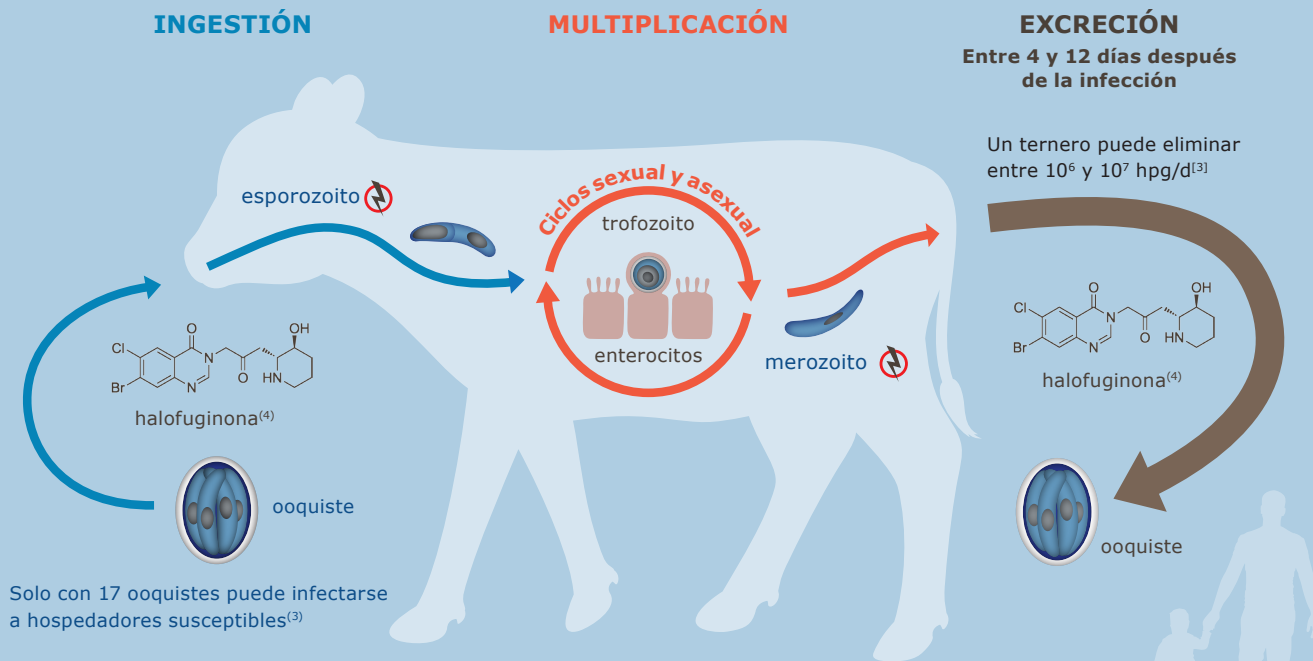 INGESTIÓN
MULTIPLICACIÓN
EXCRECIÓN
Entre 4 y 12 días después
de la infección
Un ternero puede eliminar
entre 10⁶ y 10⁷ hpg/d[3]
esporozoito
Ciclos sexual y asexual
trofozoito
enterocitos
merozoito
O
OH
Cl
N
Br
N
O
HN
halofuginona(4)
ooquiste
Solo con 17 ooquistes puede infectarse
a hospedadores susceptibles(3)
O
OH
Cl
N
Br
N
O
HN
halofuginona(4)
ooquiste